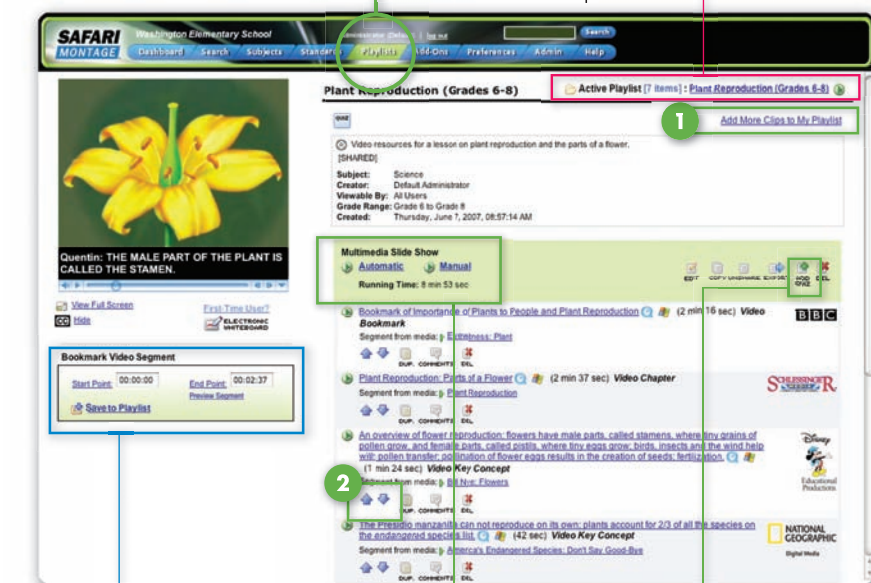 SAFARI
MONTAGE
Washington Elementary School
Administrator (Default) | log out
Search
Dashboard Search Subjects Standards Playlists Add-Ons Preferences Admin Help
Plant Reproduction (Grades 6-8)
Active Playlist [7 items] : Plant Reproduction (Grades 6-8)
1
Add More Clips to My Playlist
QUIZ
Video resources for a lesson on plant reproduction and the parts of a flower.
[SHARED]
Subject: Science
Creator: Default Administrator
Viewable By: All Users
Grade Range: Grade 6 to Grade 8
Created: Thursday, June 7, 2007, 08:57:14 AM
Quentin: THE MALE PART OF THE PLANT IS
CALLED THE STAMEN.
View Full Screen
First Time User?
CC Hide
ELECTRONIC
WHITEBOARD
Bookmark Video Segment
Start Point: 00:00:00 End Point: 00:02:37
Preview Segment
Save to Playlist
Multimedia Slide Show
Automatic Manual
Running Time: 8 min 53 sec
EDIT COPY UNSHARE EXPORT ADD QUIZ DEL
Bookmark of Importance of Plants to People and Plant Reproduction (2 min 16 sec) Video
Bookmark
BBC
Segment from media: Eyewitness: Plant
DUP. COMMENTS DEL.
Plant Reproduction: Parts of a Flower (2 min 37 sec) Video Chapter
SCHLESSINGER
Segment from media: Plant Reproduction
DUP. COMMENTS DEL.
An overview of flower reproduction: flowers have male parts, called stamens, where tiny grains of
pollen grow, and female parts, called pistils, where tiny eggs grow; birds, insects and the wind help
with pollen transfer; pollination of flower eggs results in the creation of seeds; fertilization.
(1 min 24 sec) Video Key Concept
Disney
Educational
Productions
2
Segment from media: Bill Nye: Flowers
DUP. COMMENTS DEL.
The Presidio manzanita can not reproduce on its own; plants account for 2/3 of all the species on
the endangered species list. (42 sec) Video Key Concept
NATIONAL
GEOGRAPHIC
Digital Media
Segment from media: America's Endangered Species: Don't Say Good-Bye
DUP. COMMENTS DEL.